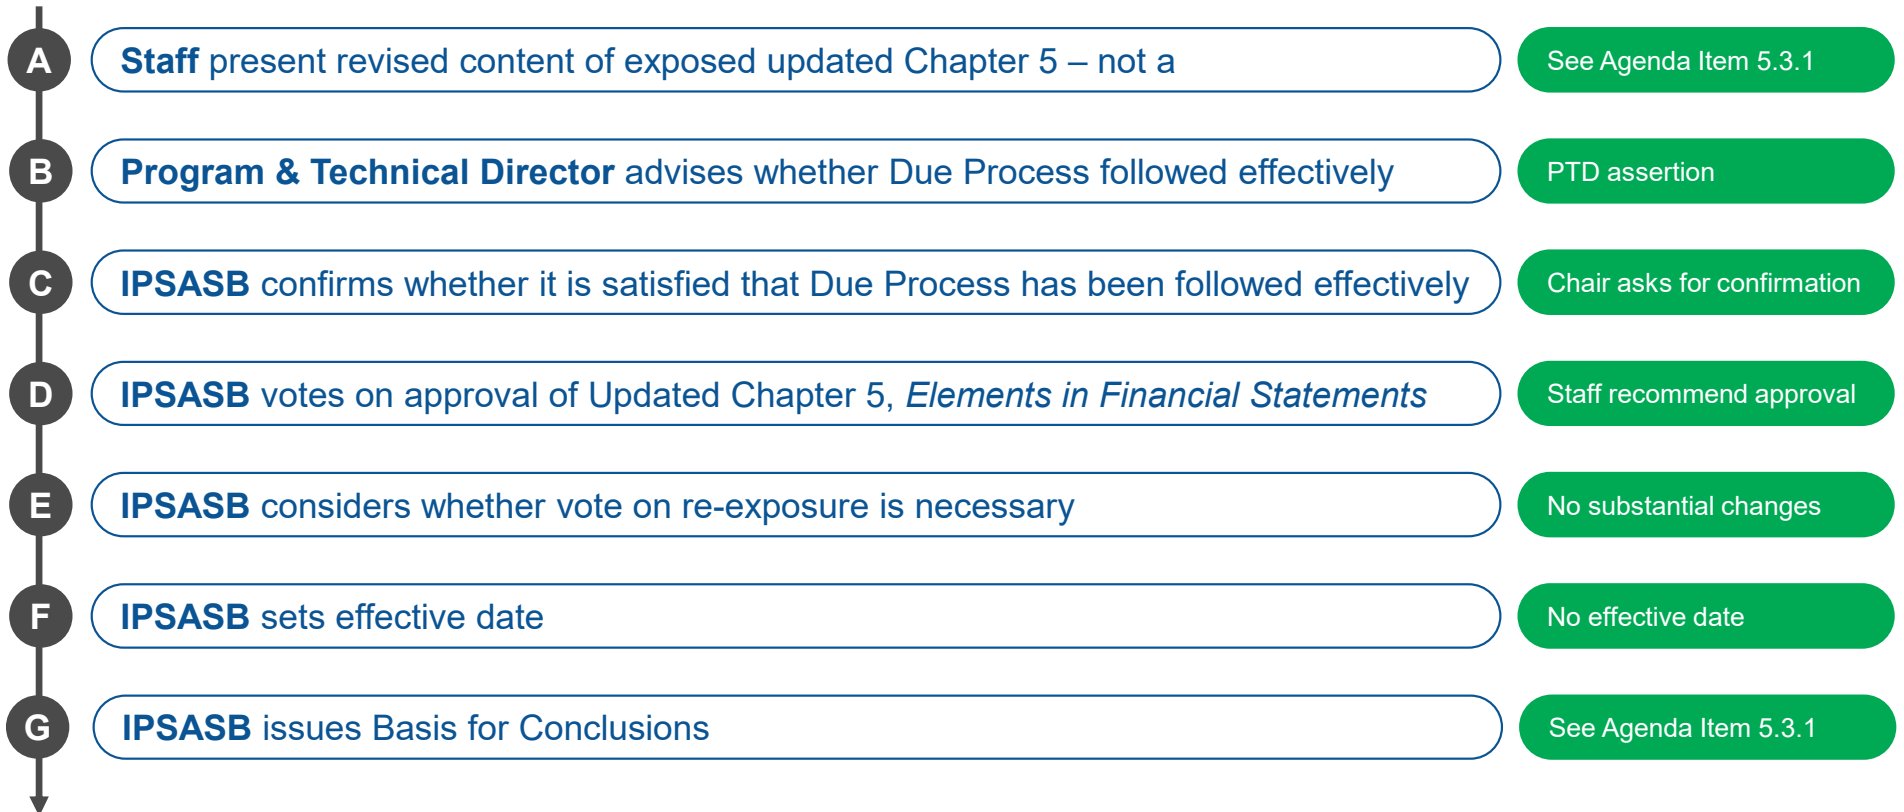 A
Staff present revised content of exposed updated Chapter 5 – not a
See Agenda Item 5.3.1
B
Program & Technical Director advises whether Due Process followed effectively
PTD assertion
C
IPSASB confirms whether it is satisfied that Due Process has been followed effectively
Chair asks for confirmation
D
IPSASB votes on approval of Updated Chapter 5, Elements in Financial Statements
Staff recommend approval
E
IPSASB considers whether vote on re-exposure is necessary
No substantial changes
F
IPSASB sets effective date
No effective date
G
IPSASB issues Basis for Conclusions
See Agenda Item 5.3.1